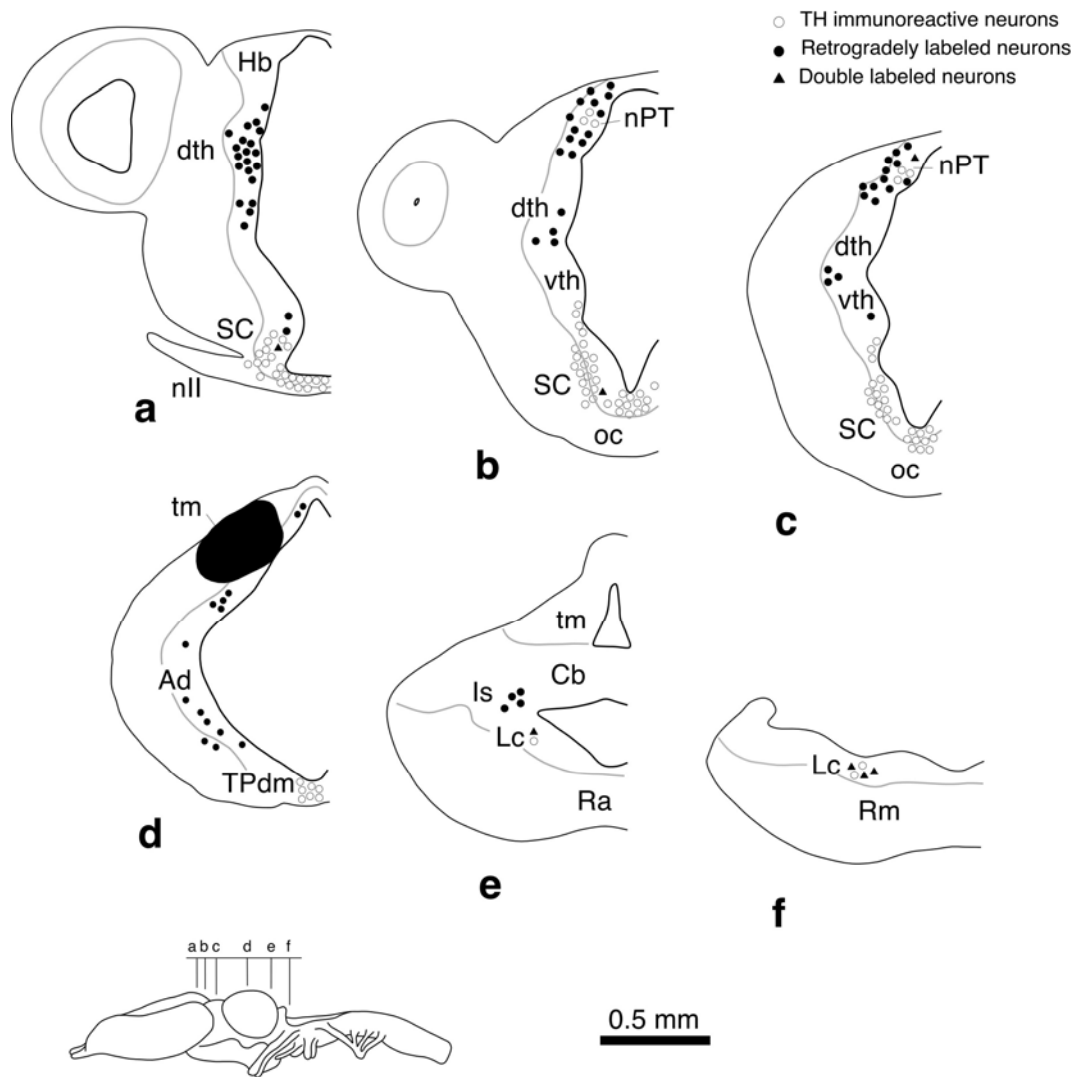 TH immunoreactive neurons
Retrogradely labeled neurons
Double labeled neurons
Hb
dth
SC
nII
a
nPT
dth
vth
SC
oc
b
nPT
dth
vth
SC
oc
c
tm
Ad
TPdm
d
tm
Cb
Is
Lc
Ra
e
Lc
Rm
f
a b c d e f
0.5 mm